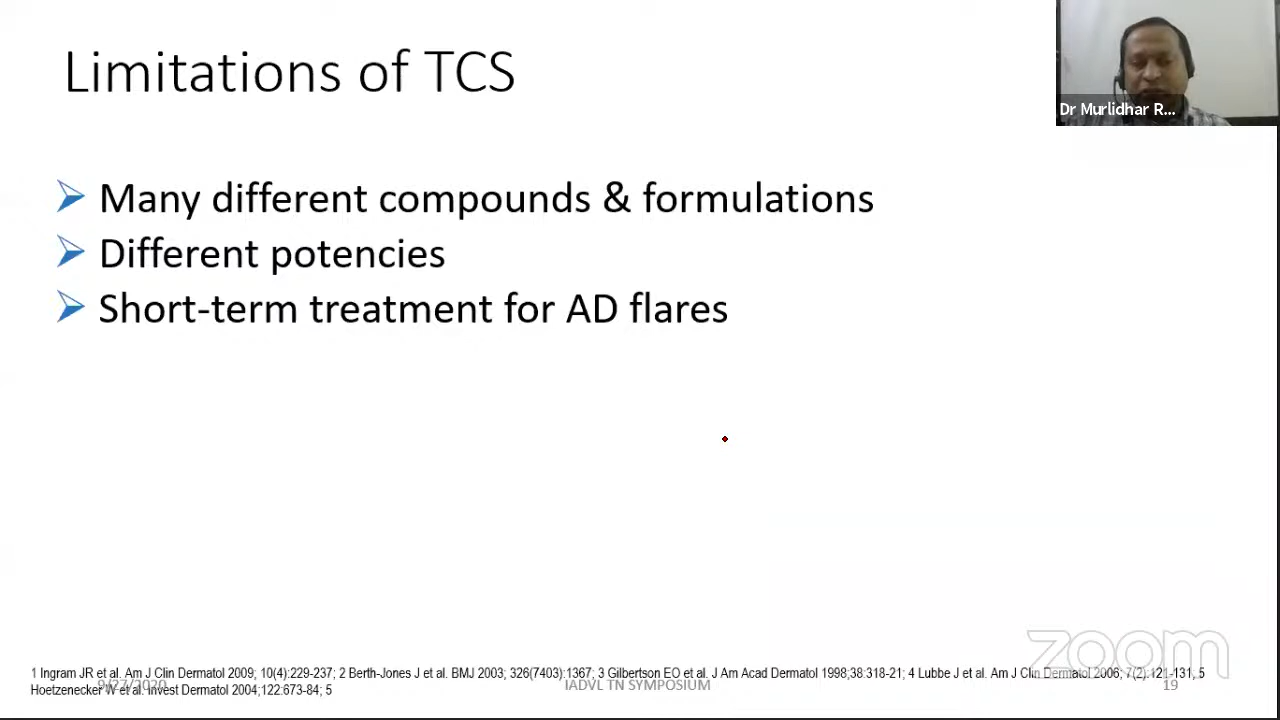 Limitations of TCS
Dr Murlidhar R...
Many different compounds & formulations
Different potencies
Short-term treatment for AD flares
zoom
1 Ingram JR et al. Am J Clin Dermatol 2009; 10(4):229-237; 2 Berth-Jones J et al. BMJ 2003; 326(7403):1367; 3 Gilbertson EO et al. J Am Acad Dermatol 1998;38:318-21; 4 Lubbe J et al. Am J Clin Dermatol 2006; 7(2):121-131, 5
Hoetzenecker W et al. Invest Dermatol 2004;122:673-84; 5
9/27/2020
IADVL TN SYMPOSIUM
19